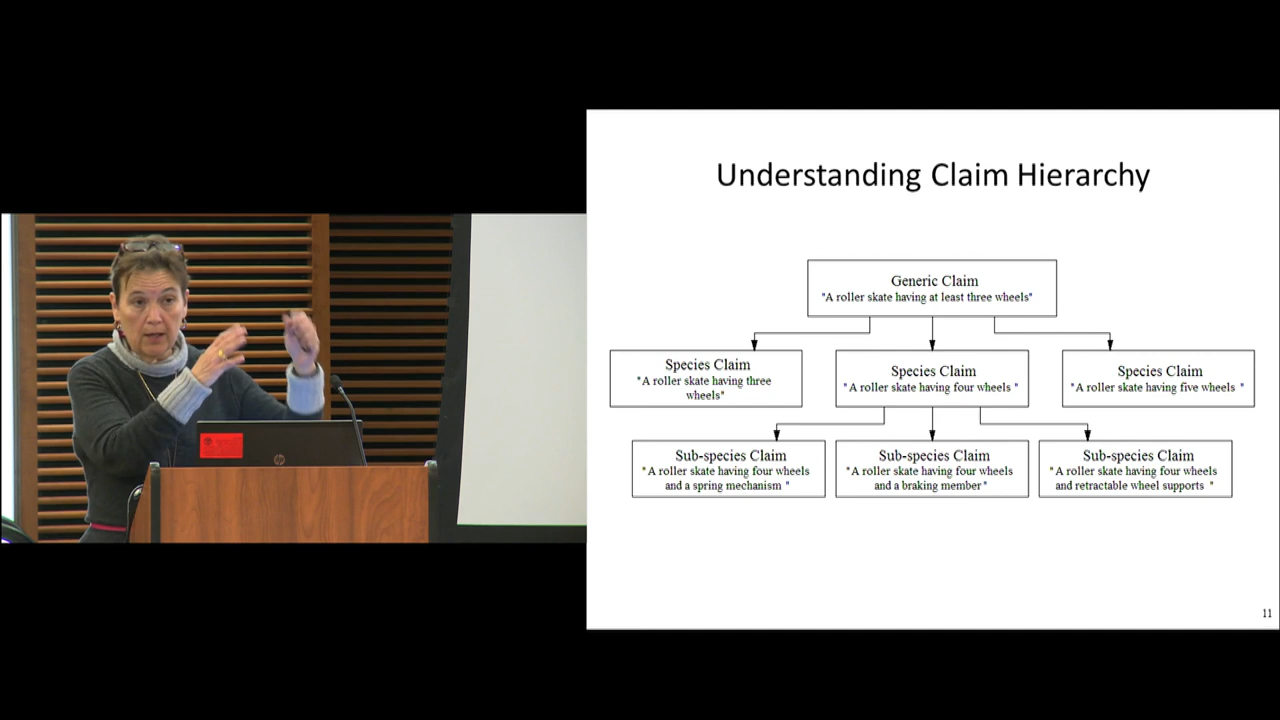 Understanding Claim Hierarchy
Generic Claim
"A roller skate having at least three wheels"
Species Claim
"A roller skate having three
wheels"
Species Claim
"A roller skate having four wheels "
Species Claim
"A roller skate having five wheels "
Sub-species Claim
"A roller skate having four wheels
and a spring mechanism "
Sub-species Claim
"A roller skate having four wheels
and a braking member"
Sub-species Claim
"A roller skate having four wheels
and retractable wheel supports "
11
hp